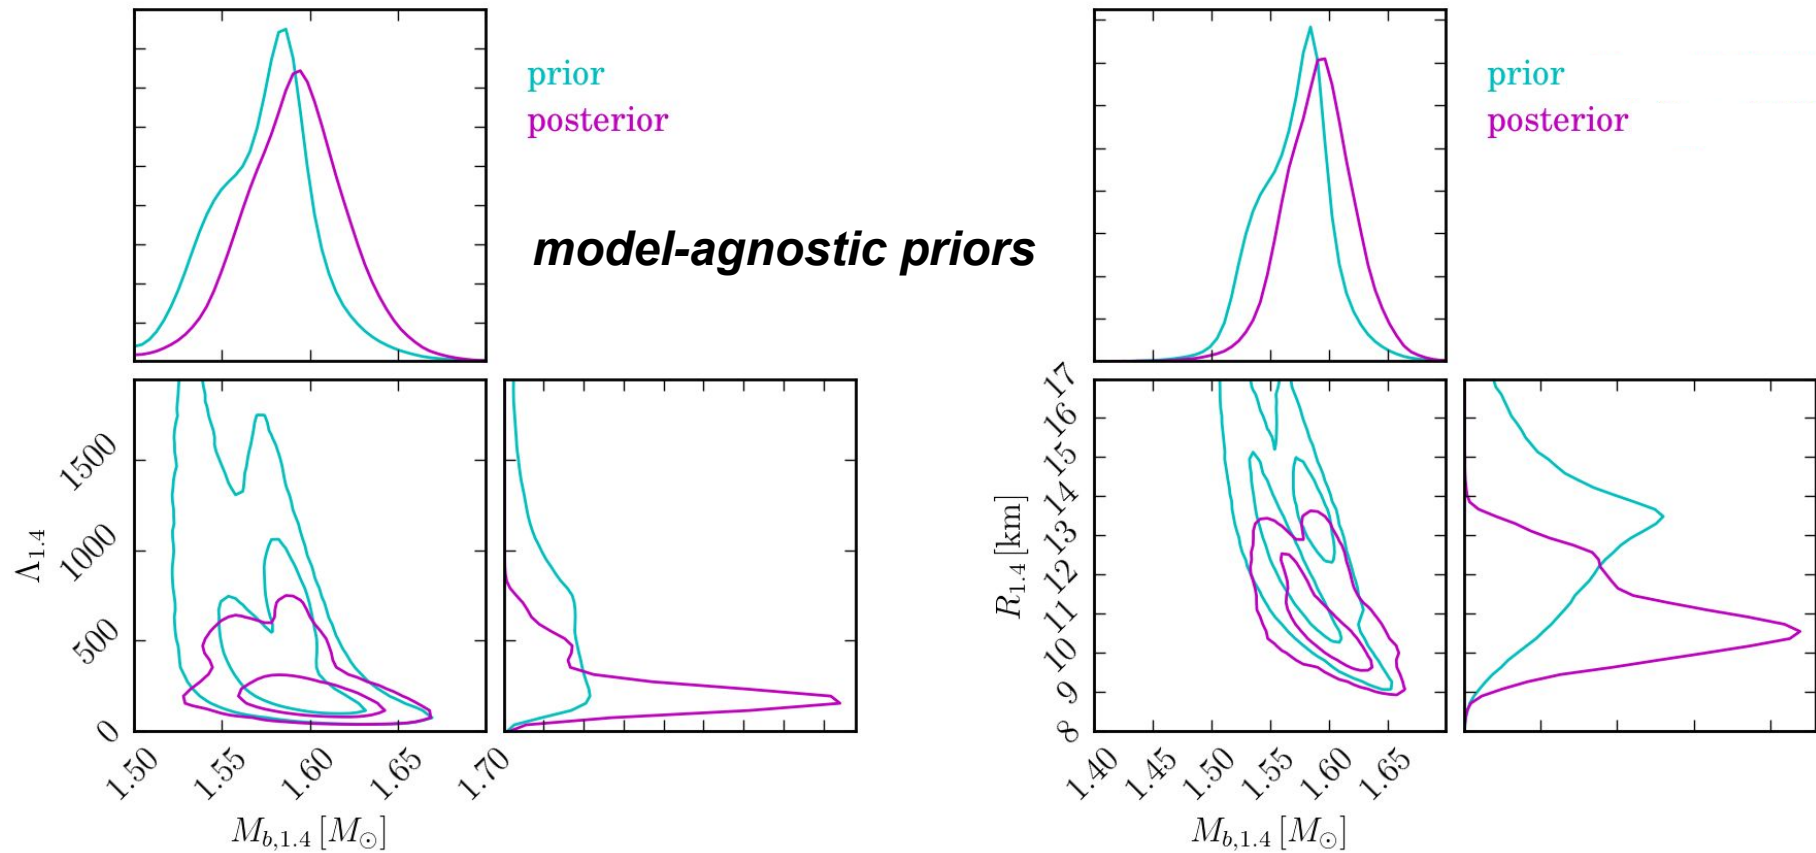 prior
posterior
prior
posterior
model-agnostic priors
1500
1000
500
0
Λ1.4
1.50
1.55
1.60
1.65
1.70
Mb,1.4 [M⊙]
17
16
15
14
13
12
11
10
9
8
R1.4 [km]
1.40
1.45
1.50
1.55
1.60
1.65
Mb,1.4 [M⊙]